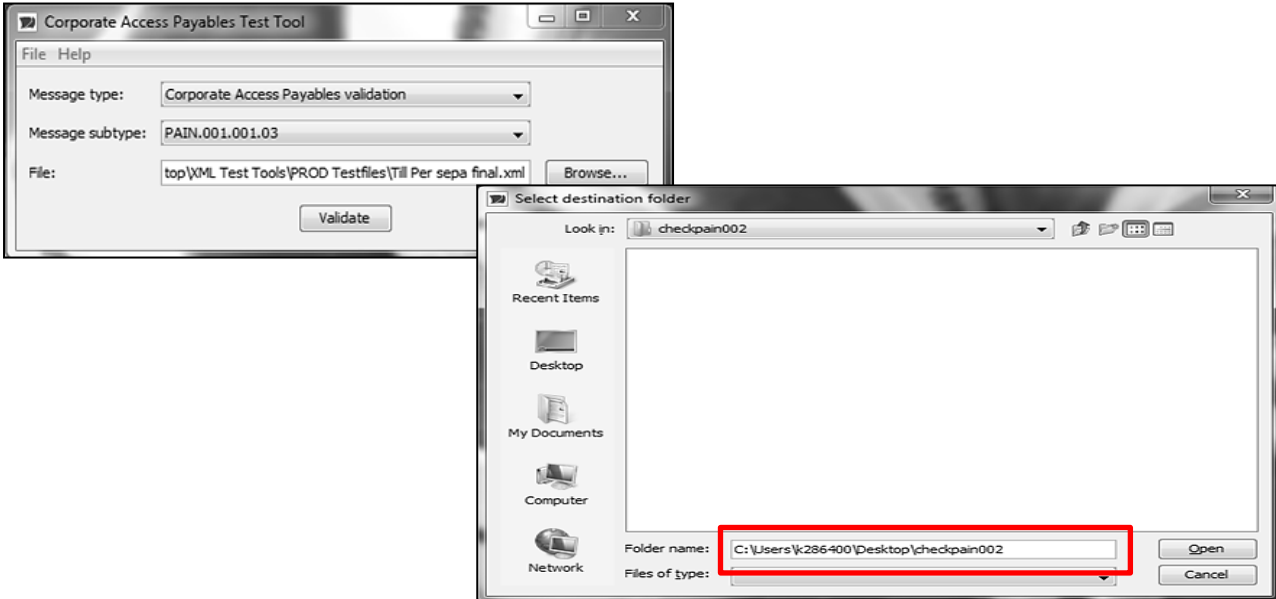 Corporate Access Payables Test Tool
File Help
Message type: Corporate Access Payables validation
Message subtype: PAIN.001.001.03
File: top\XML Test Tools\PROD Testfiles\Till Per sepa final.xml Browse...
Validate
Select destination folder
Look in: checkpain002
Recent Items
Desktop
My Documents
Computer
Network
Folder name: C:\Users\k286400\Desktop\checkpain002 Open
Files of type: Cancel